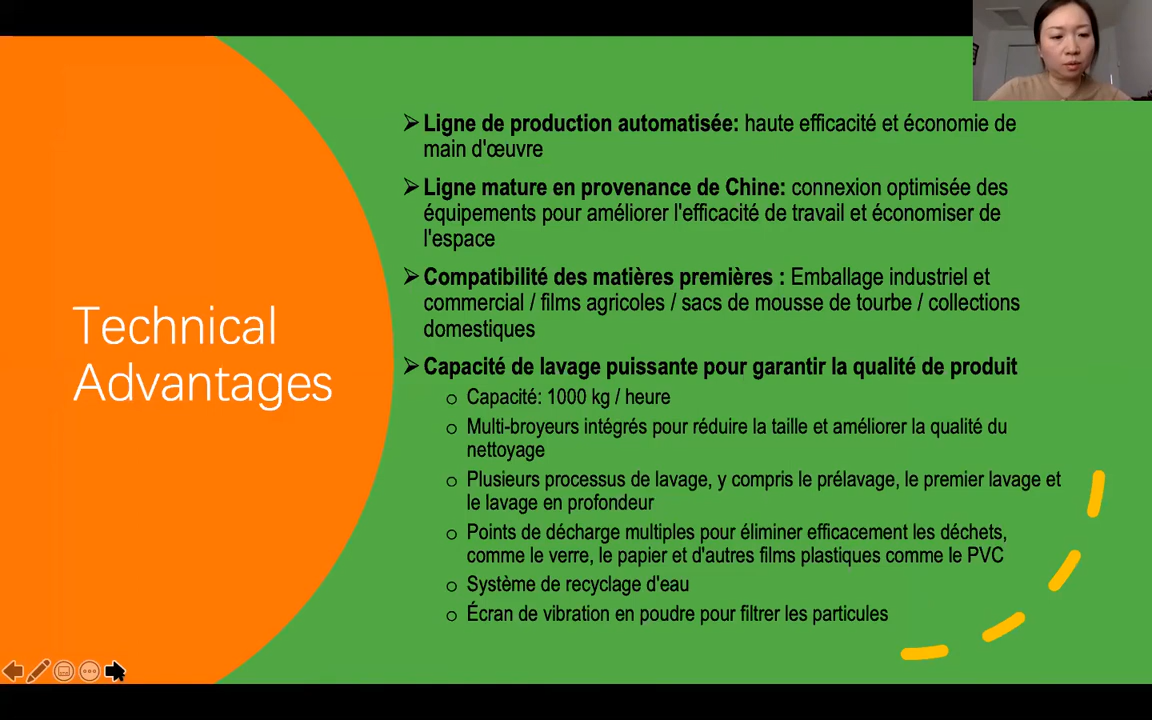 Technical
Advantages
Ligne de production automatisée: haute efficacité et économie de
main d'œuvre
Ligne mature en provenance de Chine: connexion optimisée des
équipements pour améliorer l'efficacité de travail et économiser de
l'espace
Compatibilité des matières premières : Emballage industriel et
commercial / films agricoles / sacs de mousse de tourbe / collections
domestiques
Capacité de lavage puissante pour garantir la qualité de produit
Capacité: 1000 kg / heure
Multi-broyeurs intégrés pour réduire la taille et améliorer la qualité du
nettoyage
Plusieurs processus de lavage, y compris le prélavage, le premier lavage et
le lavage en profondeur
Points de décharge multiples pour éliminer efficacement les déchets,
comme le verre, le papier et d'autres films plastiques comme le PVC
Système de recyclage d'eau
Écran de vibration en poudre pour filtrer les particules